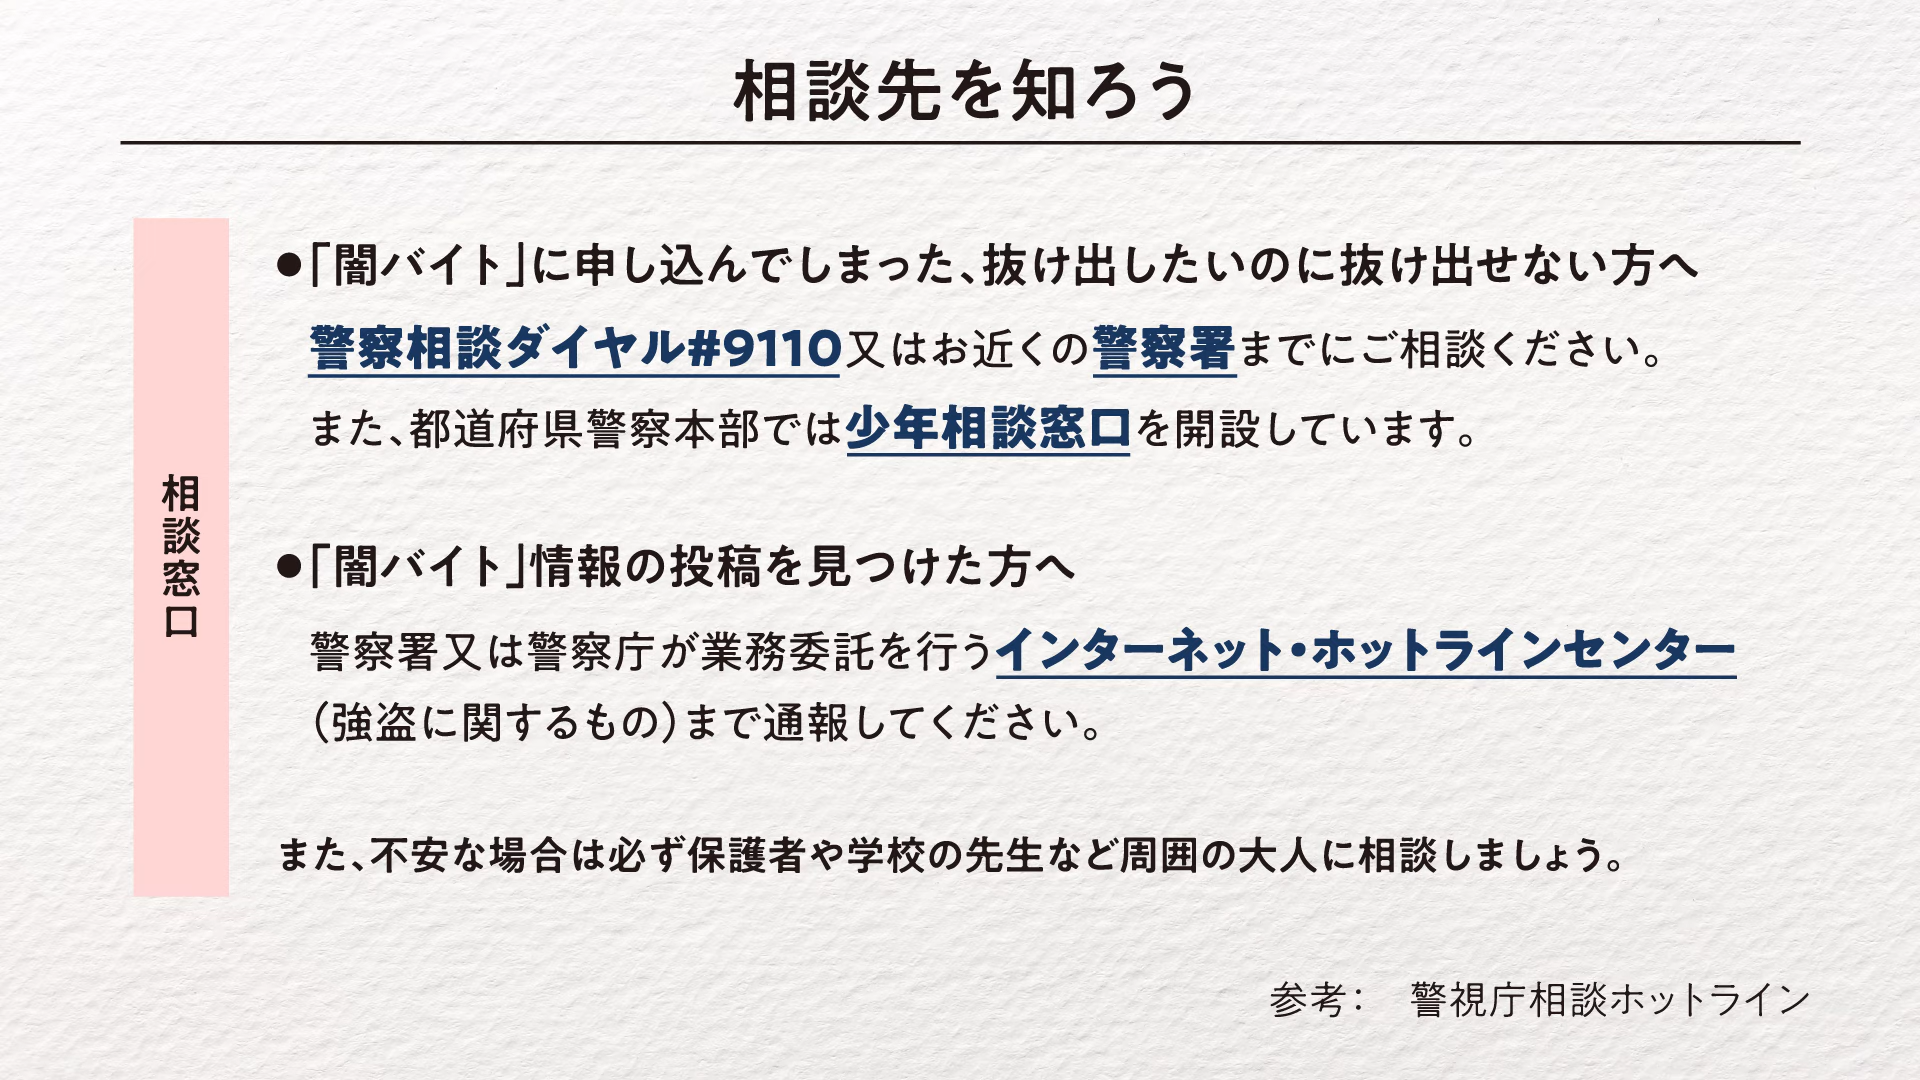 相談先を知ろう
相談窓口
●「闇バイト」に申し込んでしまった、抜け出したいのに抜け出せない方へ
警察相談ダイヤル#9110又はお近くの警察署までにご相談ください。
また、都道府県警察本部では少年相談窓口を開設しています。
●「闇バイト」情報の投稿を見つけた方へ
警察署又は警察庁が業務委託を行うインターネット・ホットラインセンター
（強盗に関するもの）まで通報してください。
また、不安な場合は必ず保護者や学校の先生など周囲の大人に相談しましょう。
参考：　警視庁相談ホットライン